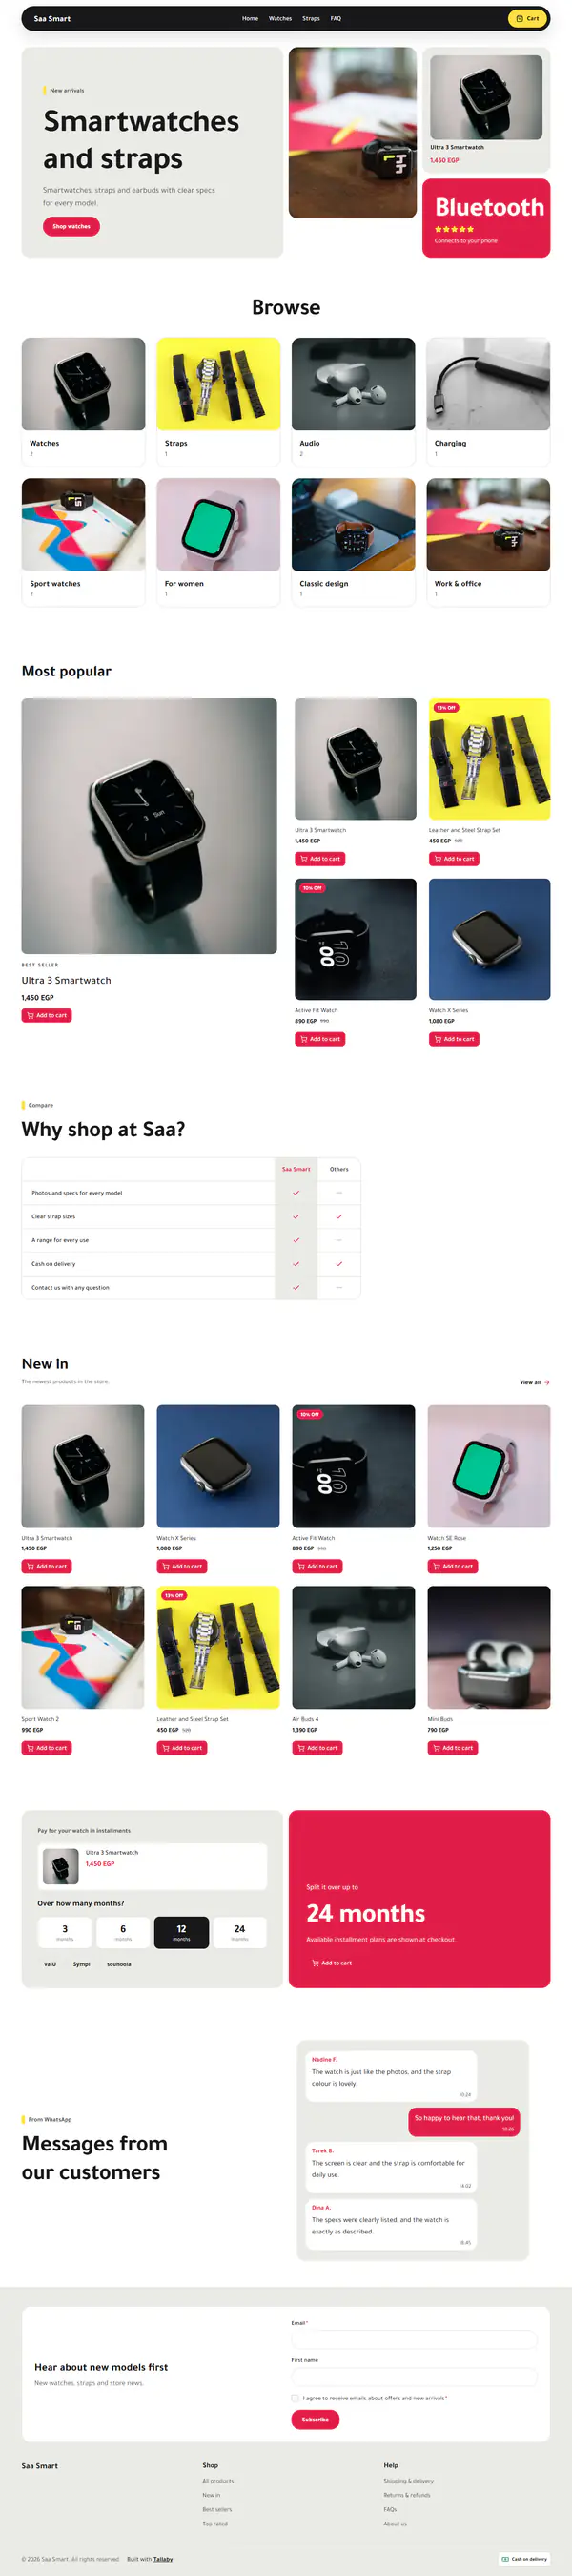 Saa Smart
Home
Watches
Straps
FAQ
Cart
New arrivals
Smartwatches
and straps
Smartwatches, straps and earbuds with clear specs
for every model.
Shop watches
Ultra 3 Smartwatch
1,450 EGP
Bluetooth
Connects to your phone
Browse
Watches
2
Straps
1
Audio
2
Charging
1
Sport watches
2
For women
1
Classic design
1
Work & office
1
Most popular
BEST SELLER
Ultra 3 Smartwatch
1,450 EGP
Add to cart
Ultra 3 Smartwatch
1,450 EGP
Add to cart
Leather and Steel Strap Set
450 EGP
Add to cart
10% Off
Active Fit Watch
890 EGP 990
Add to cart
Watch X Series
1,080 EGP
Add to cart
Compare
Why shop at Saa?
Saa Smart
Others
Photos and specs for every model
Clear strap sizes
A range for every use
Cash on delivery
Contact us with any question
New in
The newest products in the store.
View all
Ultra 3 Smartwatch
1,450 EGP
Add to cart
Watch X Series
1,080 EGP
Add to cart
10% Off
Active Fit Watch
890 EGP 990
Add to cart
Watch SE Rose
1,250 EGP
Add to cart
Sport Watch 2
990 EGP
Add to cart
Leather and Steel Strap Set
450 EGP
Add to cart
Air Buds 4
1,390 EGP
Add to cart
Mini Buds
790 EGP
Add to cart
Pay for your watch in installments
Ultra 3 Smartwatch
1,450 EGP
Over how many months?
3
months
6
months
12
months
24
months
valU
Sympl
souhoola
Split it over up to
24 months
Available installment plans are shown at checkout.
Add to cart
From WhatsApp
Messages from
our customers
Nadine F.
The watch is just like the photos, and the strap
colour is lovely.
10:24
So happy to hear that, thank you!
10:26
Tarek B.
The screen is clear and the strap is comfortable for
daily use.
14:02
Dina A.
The specs were clearly listed, and the watch is
exactly as described.
16:45
Hear about new models first
New watches, straps and store news.
Email*
First name
I agree to receive emails about offers and new arrivals*
Subscribe
Saa Smart
Shop
All products
New in
Best sellers
Top rated
Help
Shipping & delivery
Returns & refunds
FAQs
About us
© 2026 Saa Smart. All rights reserved.
Built with Tallaby
Cash on delivery